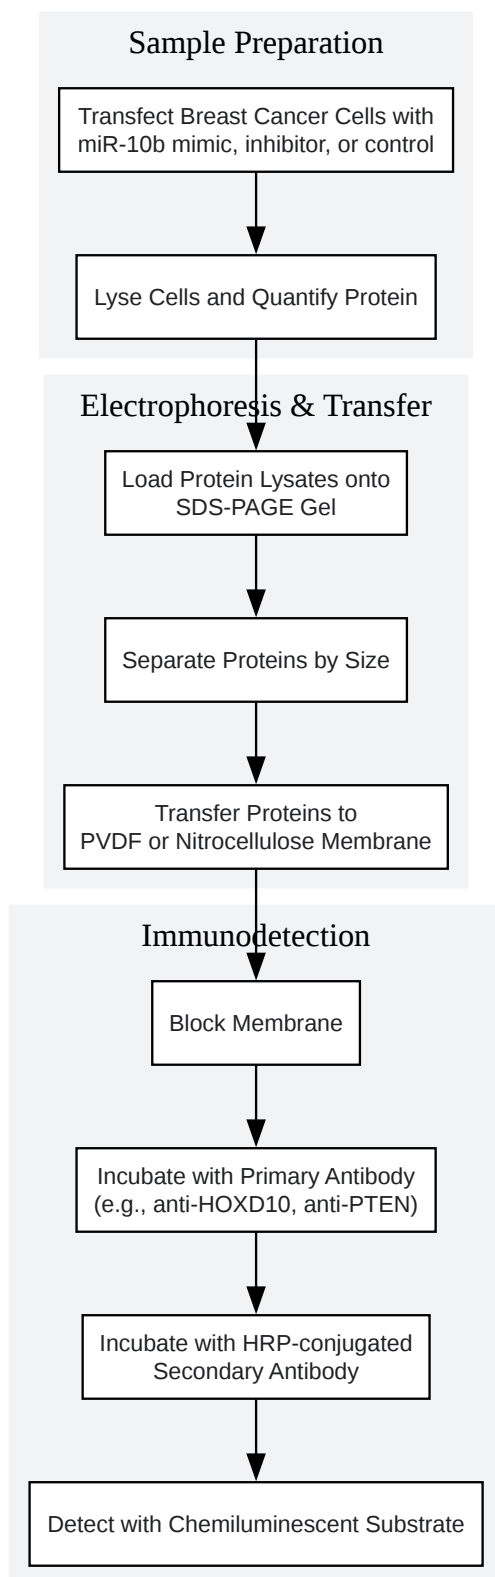 Sample Preparation
Transfect Breast Cancer Cells with
miR-10b mimic, inhibitor, or control
Lyse Cells and Quantify Protein
Electrophoresis & Transfer
Load Protein Lysates onto
SDS-PAGE Gel
Separate Proteins by Size
Transfer Proteins to
PVDF or Nitrocellulose Membrane
Immunodetection
Block Membrane
Incubate with Primary Antibody
(e.g., anti-HOXD10, anti-PTEN)
Incubate with HRP-conjugated
Secondary Antibody
Detect with Chemiluminescent Substrate